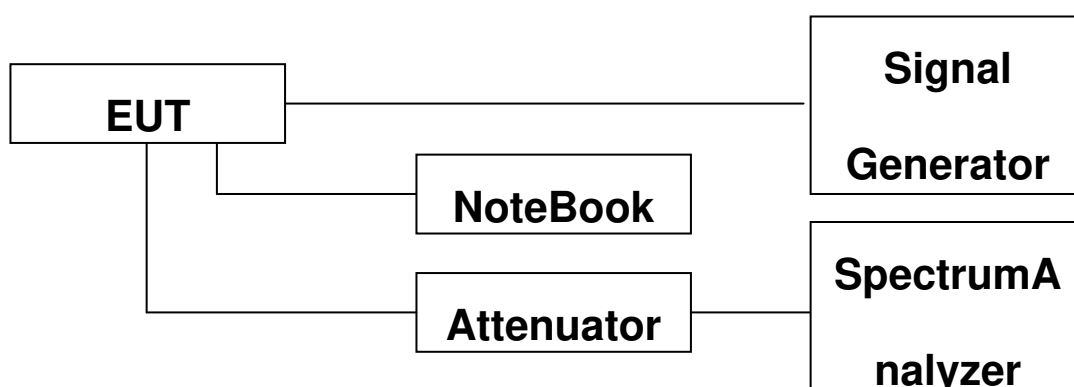 Signal
EUT
Generator
NoteBook
SpectrumA
Attenuator
nalyzer